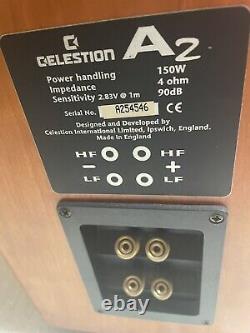 CELESTION A2
Power handling 150W
Impedance 4 ohm
Sensitivity 2.83V @ 1m 90dB
Serial No. A254546 CE
Designed and Developed by
Celestion International Limited, Ipswich, England.
Made in England
HF HF
− +
LF LF